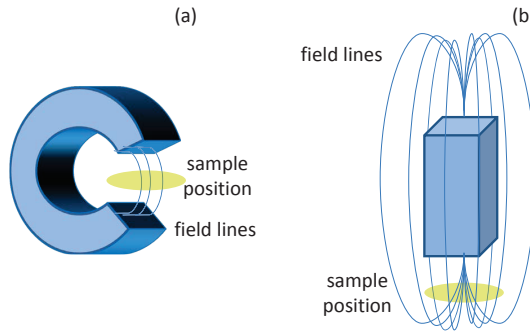 (a)
sample
position
field lines
(b
field lines
sample
position